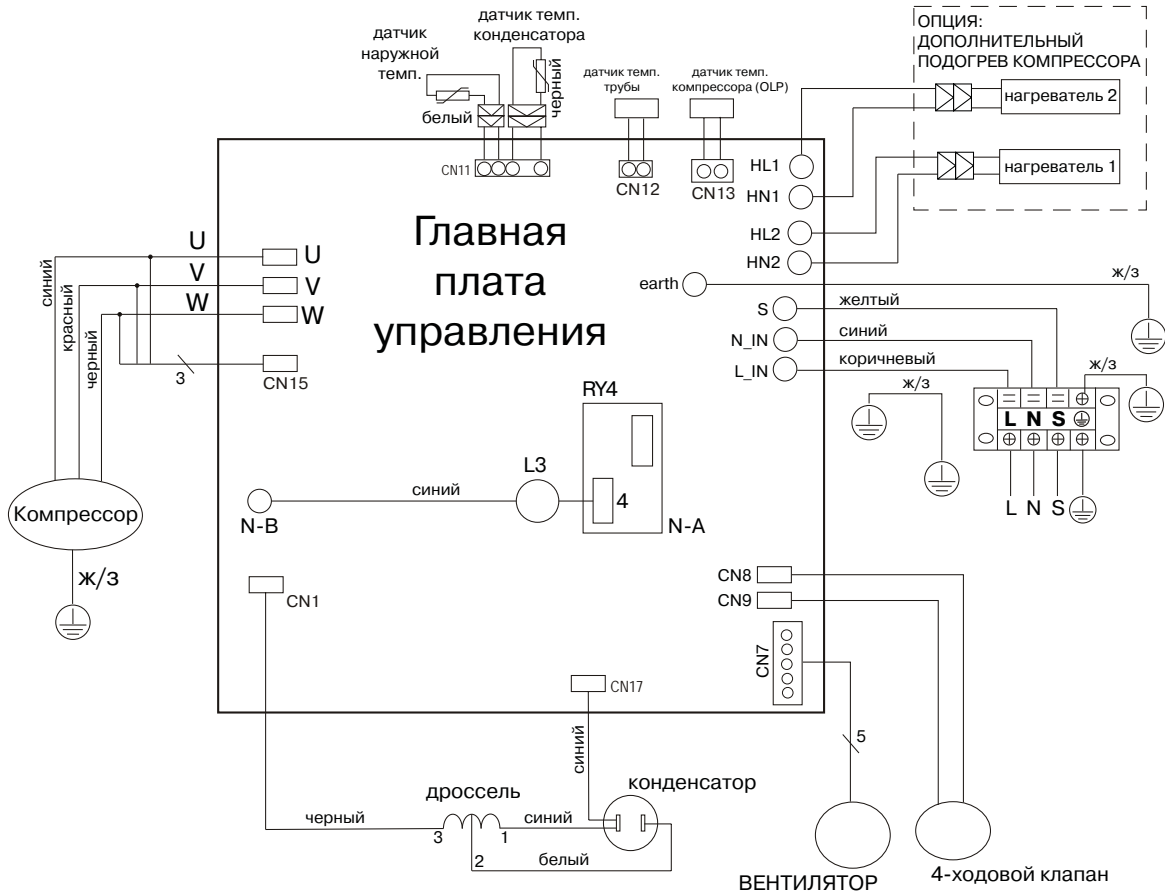 датчик
наружной
темп.
датчик темп.
конденсатора
черный
белый
датчик темп.
трубы
датчик темп.
компрессора (OLP)
ОПЦИЯ:
ДОПОЛНИТЕЛЬНЫЙ
ПОДОГРЕВ КОМПРЕССОРА
нагреватель 2
нагреватель 1
CN11
CN12
CN13
HL1
HN1
HL2
HN2
Главная
плата
управления
U
V
W
U
V
W
синий
красный
черный
3
CN15
earth
ж/з
S
желтый
N_IN
синий
L_IN
коричневый
ж/з
ж/з
L N S
L N S
RY4
L3
4
N-A
синий
N-B
Компрессор
ж/з
CN1
CN8
CN9
CN7
CN17
5
синий
дроссель
конденсатор
черный
3
1
синий
2
белый
ВЕНТИЛЯТОР
4-ходовой клапан